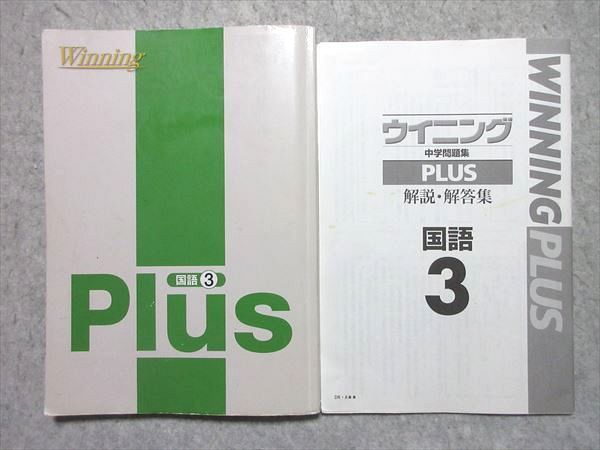 Winning
国語 3
Plus
ウイニング
中学問題集
PLUS
解説・解答集
国語
3
WINNING PLUS